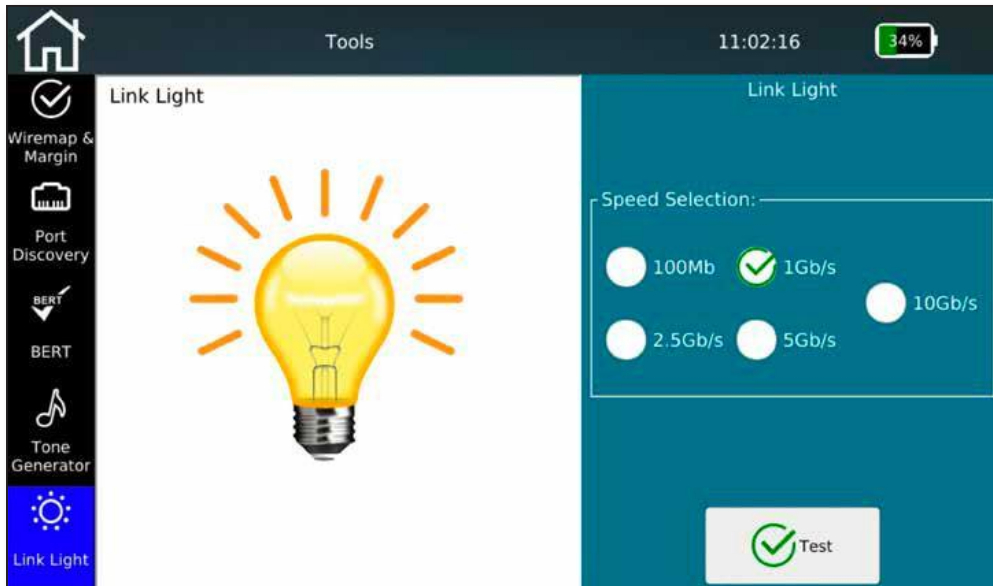 Tools
11:02:16
34%
Wiremap &
Margin
Port
Discovery
BERT
BERT
Tone
Generator
Link Light
Link Light
Link Light
Speed Selection:
100Mb
1Gb/s
10Gb/s
2.5Gb/s
5Gb/s
Test